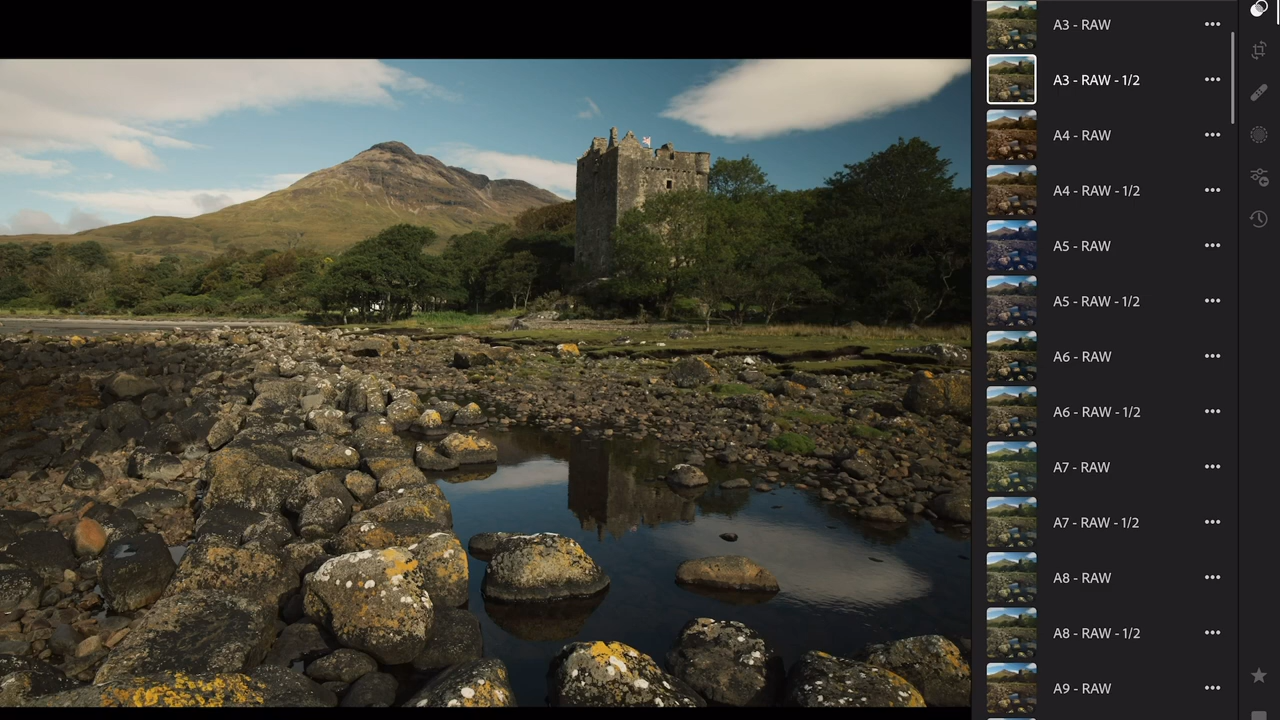 A3 - RAW
A3 - RAW - 1/2
A4 - RAW
A4 - RAW - 1/2
A5 - RAW
A5 - RAW - 1/2
A6 - RAW
A6 - RAW - 1/2
A7 - RAW
A7 - RAW - 1/2
A8 - RAW
A8 - RAW - 1/2
A9 - RAW